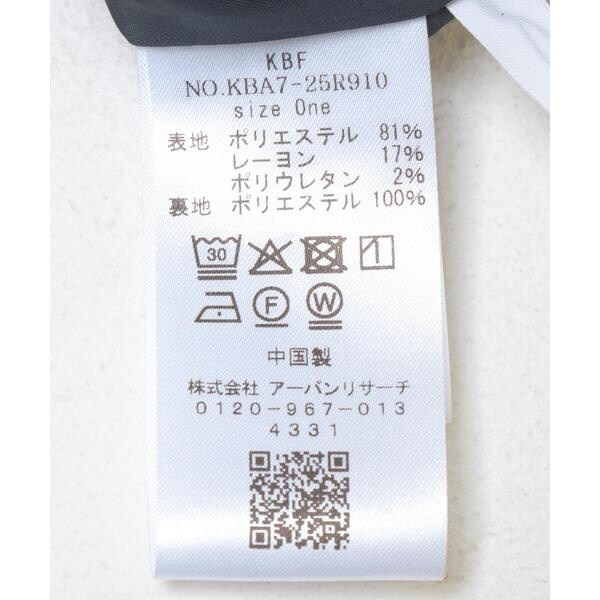 KBF
NO.KBA7-25R910
size One
表地 ポリエステル 81%
レーヨン 17%
ポリウレタン 2%
裏地 ポリエステル 100%
30
F W
中国製
株式会社 アーバンリサーチ
0120-967-013
4331